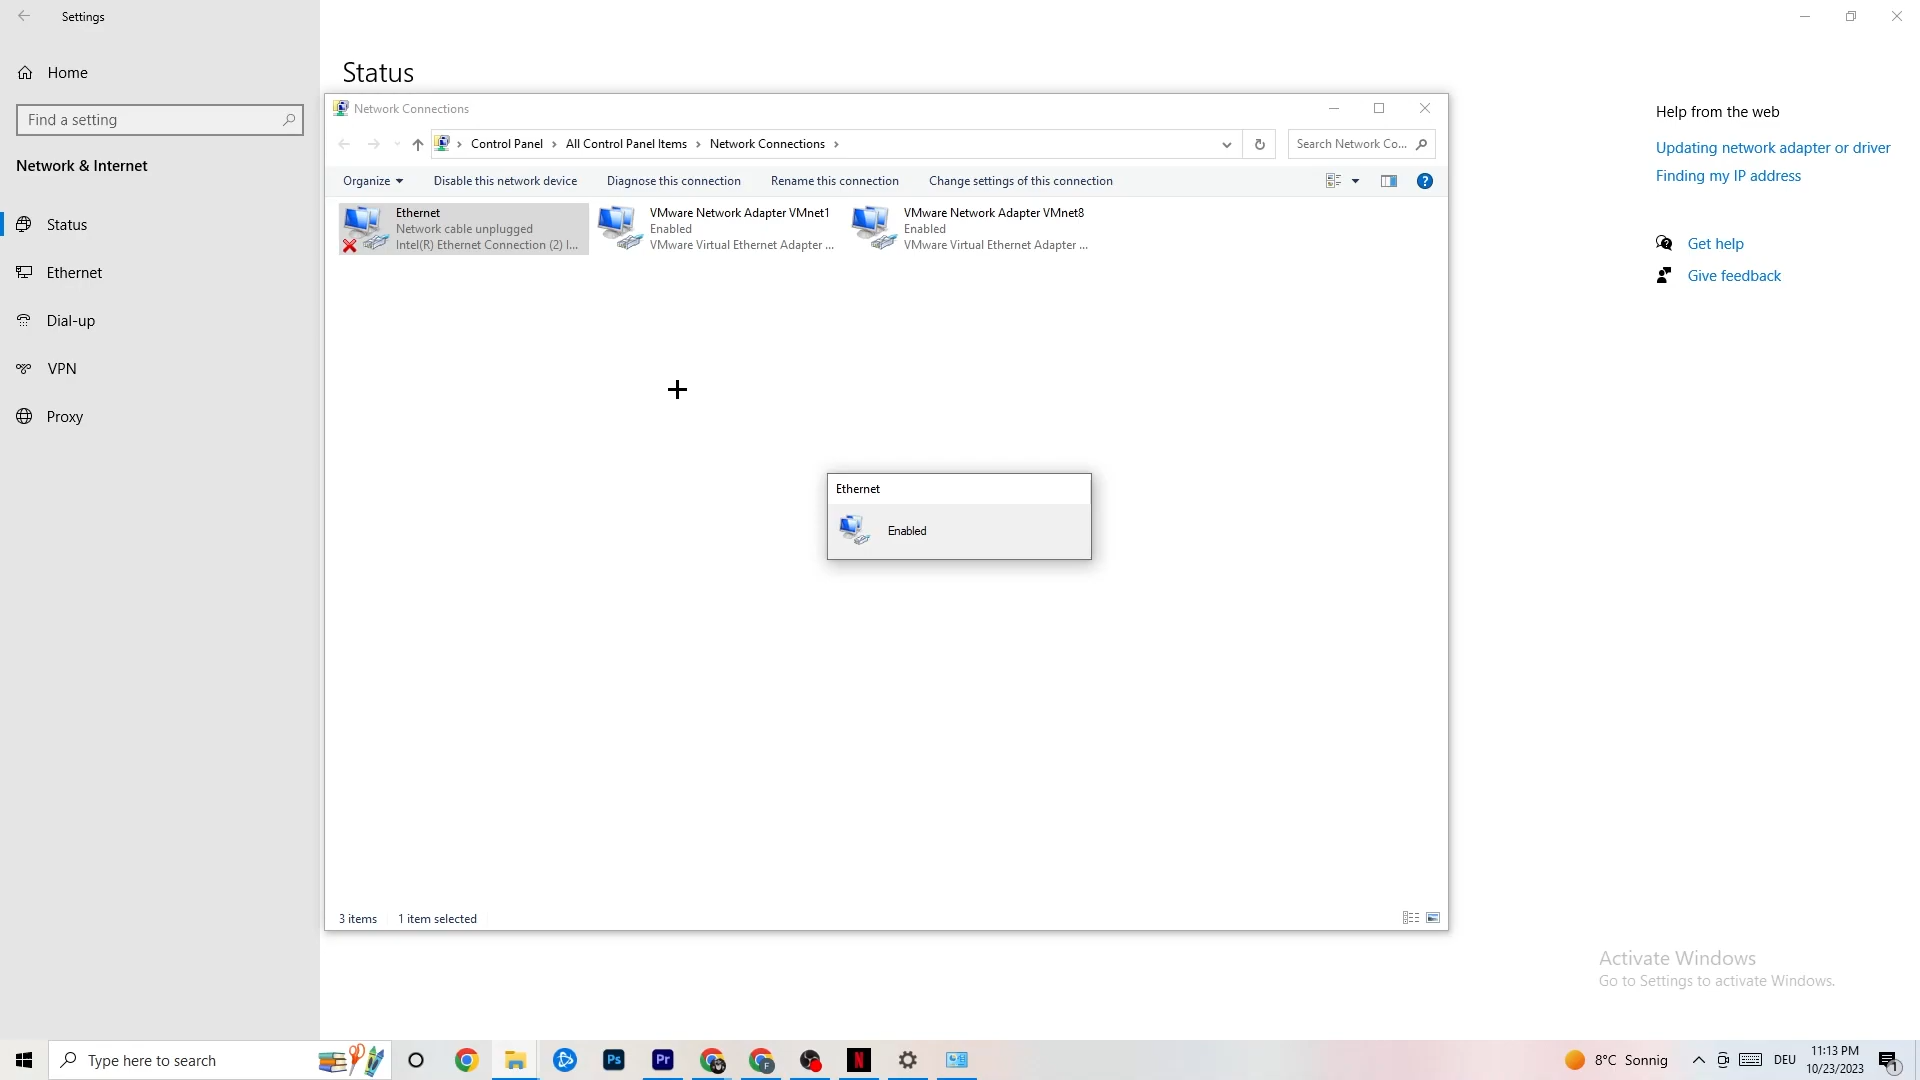 Settings
Home
Find a setting
Network & Internet
Status
Ethernet
Dial-up
VPN
Proxy
Status
Network Connections
Control Panel > All Control Panel Items > Network Connections >
Search Network Co...
Organize
Disable this network device
Diagnose this connection
Rename this connection
Change settings of this connection
Ethernet
Network cable unplugged
Intel(R) Ethernet Connection (2) I...
VMware Network Adapter VMnet1
Enabled
VMware Virtual Ethernet Adapter ...
VMware Network Adapter VMnet8
Enabled
VMware Virtual Ethernet Adapter ...
Ethernet
Enabled
3 items
1 item selected
Help from the web
Updating network adapter or driver
Finding my IP address
Get help
Give feedback
Activate Windows
Go to Settings to activate Windows.
Type here to search
Ps
Pr
F
N
8°C Sonnig
DEU
11:13 PM
10/23/2023
1